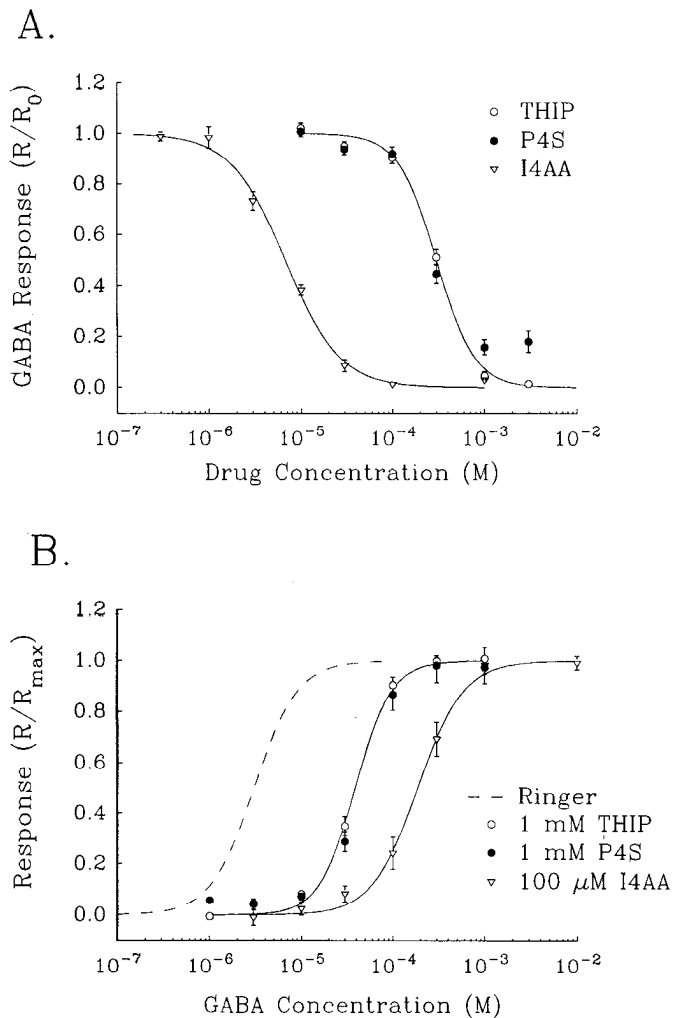 A.
GABA Response (R/R0)
1.2
1.0
0.8
0.6
0.4
0.2
0.0
THIP
P4S
I4AA
10-7
10-6
10-5
10-4
10-3
10-2
Drug Concentration (M)
B.
Response (R/Rmax)
1.2
1.0
0.8
0.6
0.4
0.2
0.0
Ringer
1 mM THIP
1 mM P4S
100 μM I4AA
10-7
10-6
10-5
10-4
10-3
10-2
GABA Concentration (M)